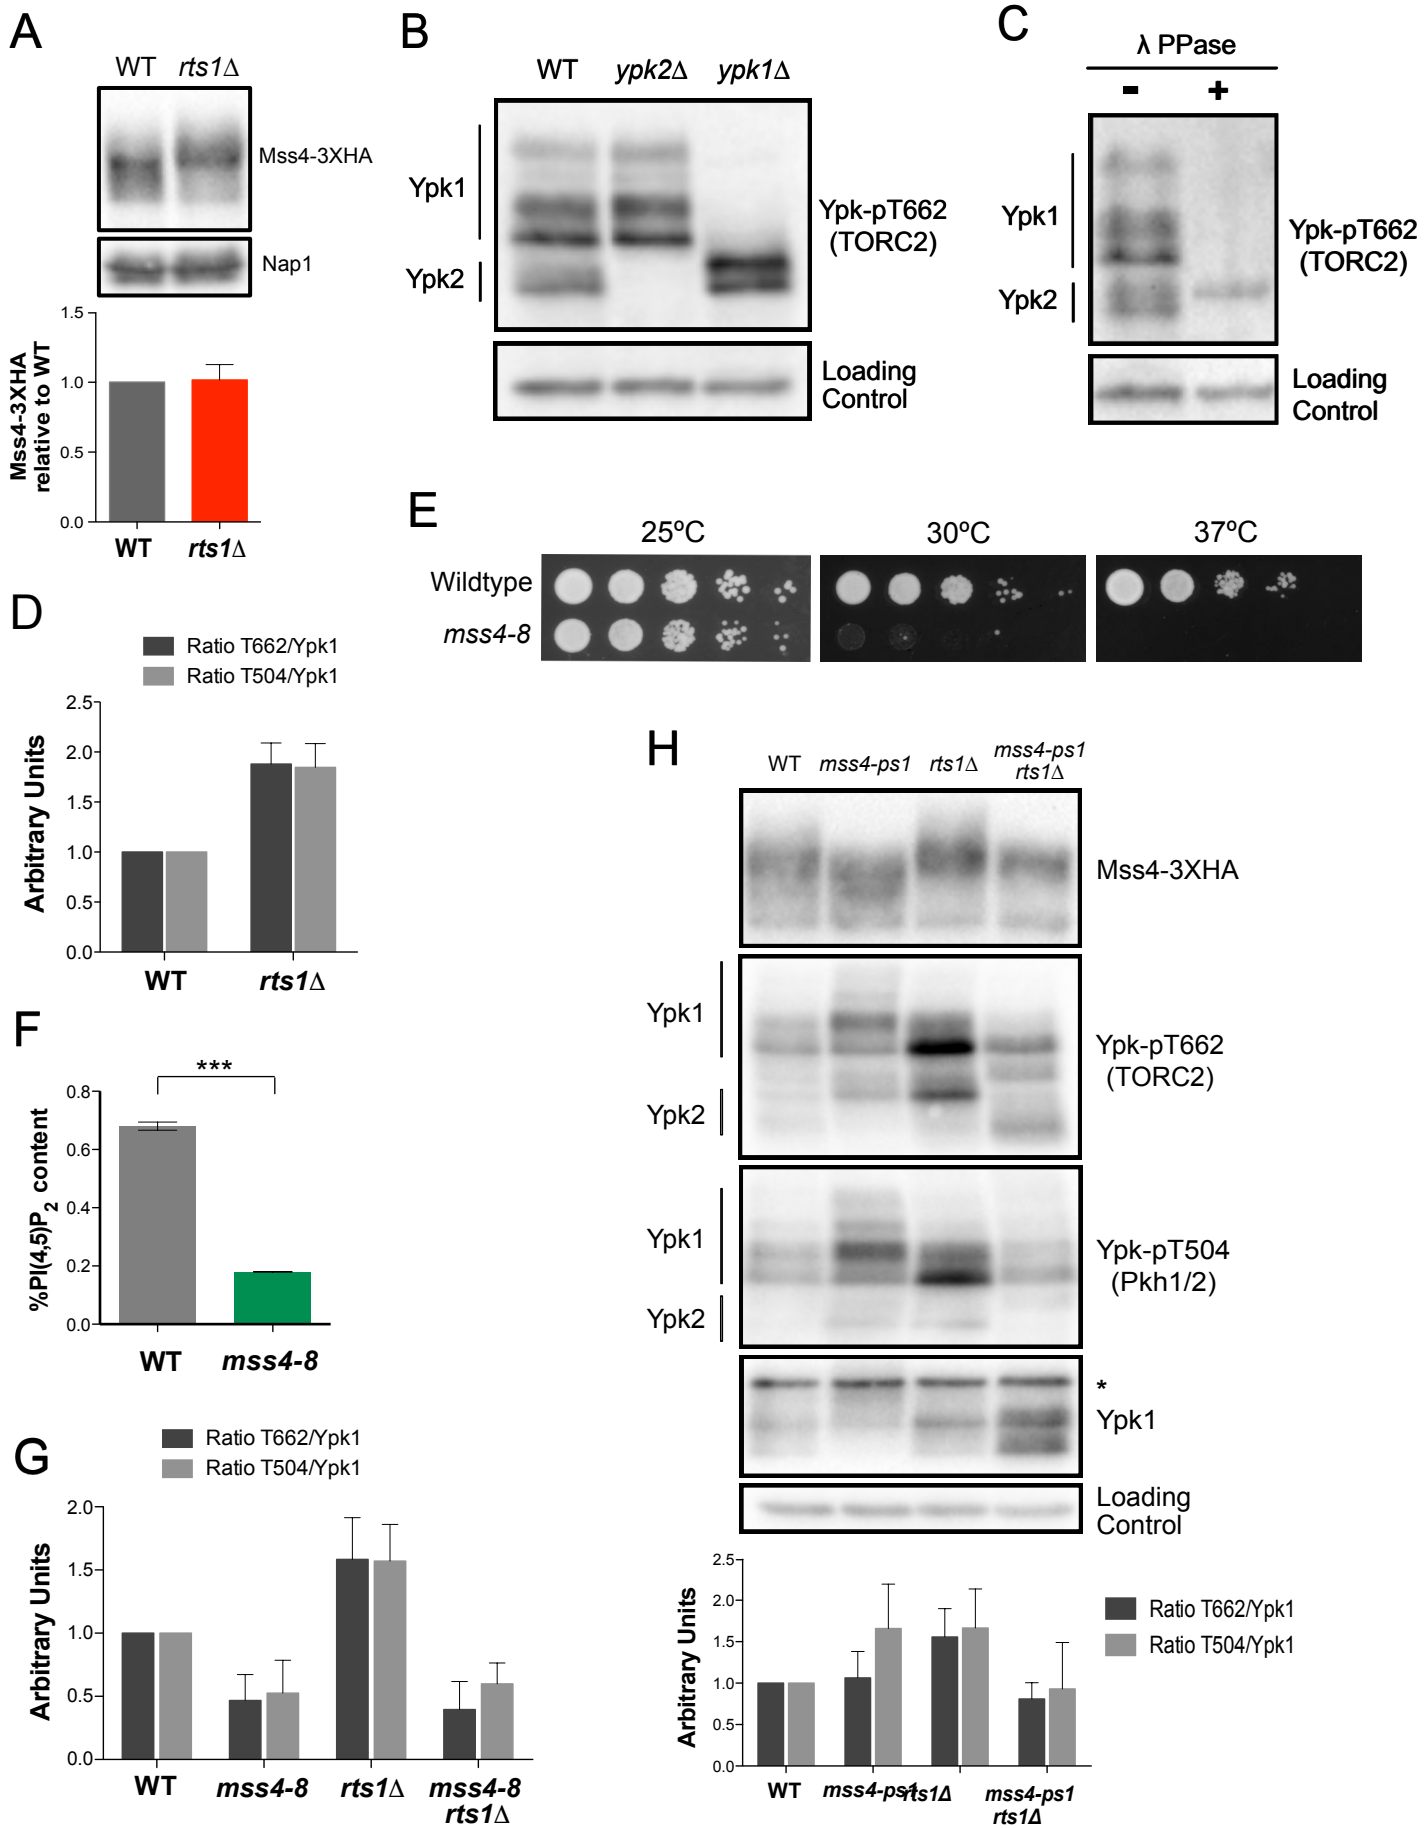 A
WT rts1Δ
Mss4-3XHA
Nap1
1.5
1.0
0.5
0.0
Mss4-3XHA
relative to WT
WT rts1Δ
B
WT ypk2Δ ypk1Δ
Ypk1
Ypk2
Ypk-pT662
(TORC2)
Loading
Control
C
λ PPase
- +
Ypk1
Ypk2
Ypk-pT662
(TORC2)
Loading
Control
D
Ratio T662/Ypk1
Ratio T504/Ypk1
2.5
2.0
1.5
1.0
0.5
0.0
Arbitrary Units
WT rts1Δ
E
25ºC 30ºC 37ºC
Wildtype
mss4-8
F
***
0.8
0.6
0.4
0.2
0.0
%PI(4,5)P2 content
WT mss4-8
G
Ratio T662/Ypk1
Ratio T504/Ypk1
2.0
1.5
1.0
0.5
0.0
Arbitrary Units
WT mss4-8 rts1Δ mss4-8
rts1Δ
H
WT mss4-ps1 rts1Δ mss4-ps1
rts1Δ
Mss4-3XHA
Ypk1
Ypk2
Ypk-pT662
(TORC2)
Ypk1
Ypk2
Ypk-pT504
(Pkh1/2)
*
Ypk1
Loading
Control
2.5
2.0
1.5
1.0
0.5
0.0
Arbitrary Units
Ratio T662/Ypk1
Ratio T504/Ypk1
WT mss4-ps1 rts1Δ mss4-ps1
rts1Δ